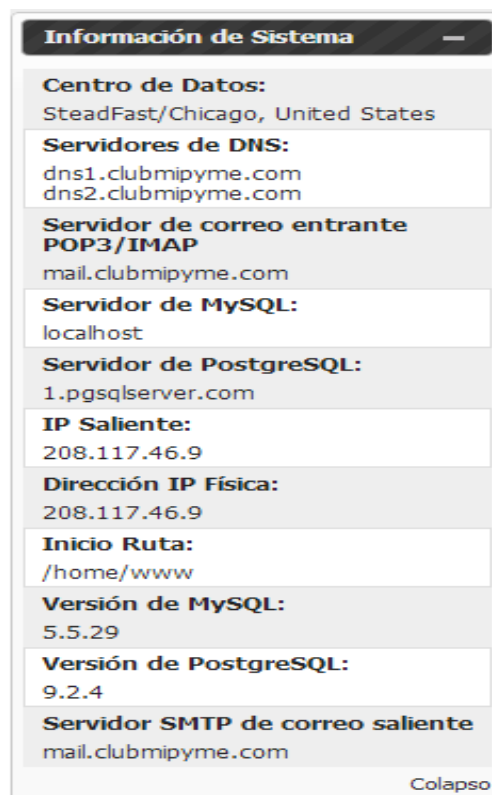 Información de Sistema
Centro de Datos:
SteadFast/Chicago, United States
Servidores de DNS:
dns1.clubmipyme.com
dns2.clubmipyme.com
Servidor de correo entrante
POP3/IMAP
mail.clubmipyme.com
Servidor de MySQL:
localhost
Servidor de PostgreSQL:
1.pgsqlserver.com
IP Saliente:
208.117.46.9
Dirección IP Física:
208.117.46.9
Inicio Ruta:
/home/www
Versión de MySQL:
5.5.29
Versión de PostgreSQL:
9.2.4
Servidor SMTP de correo saliente
mail.clubmipyme.com
Colapso